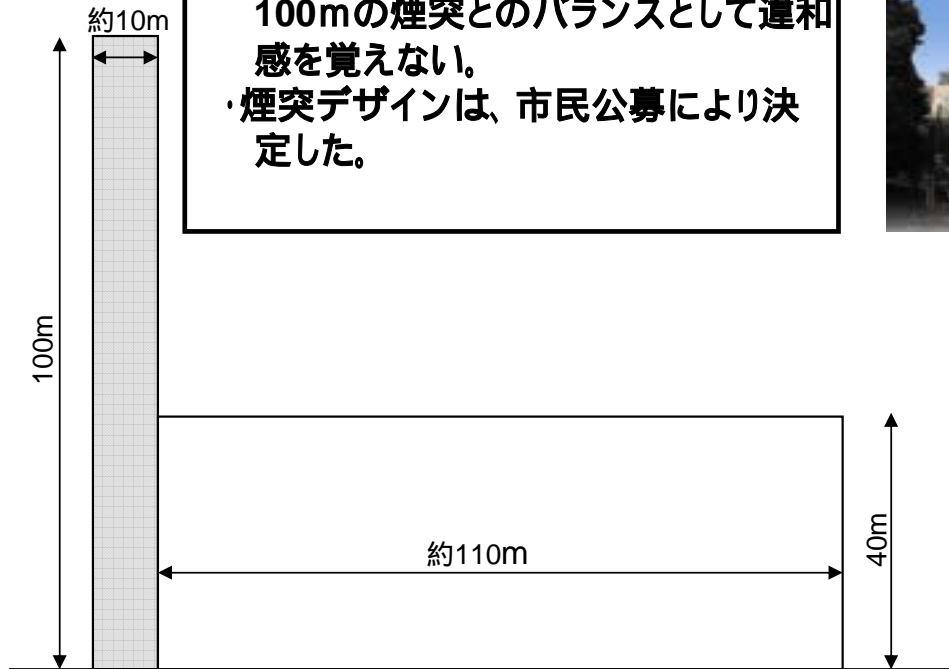 約10m
100mの煙突とのバランスとして違和
感を覚えない。
・煙突デザインは、市民公募により決
定した。
100m
約110m
40m